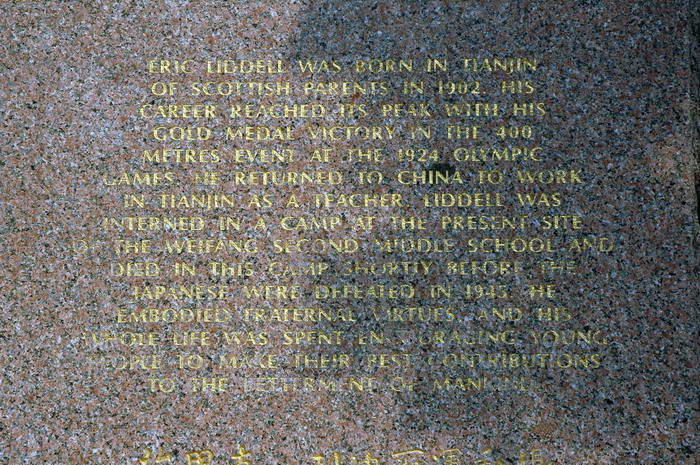 ERIC LIDDELL WAS BORN IN TIANJIN
OF SCOTTISH PARENTS IN 1902. HIS
CAREER REACHED ITS PEAK WITH HIS
GOLD MEDAL VICTORY IN THE 400
METRES EVENT AT THE 1924 OLYMPIC
GAMES. HE RETURNED TO CHINA TO WORK
IN TIANJIN AS A TEACHER. LIDDELL WAS
INTERNED IN A CAMP AT THE PRESENT SITE
OF THE WEIFANG SECOND MIDDLE SCHOOL AND
DIED IN THIS CAMP SHORTLY BEFORE THE
JAPANESE WERE DEFEATED IN 1945. HE
EMBODIED FRATERNAL VIRTUES AND HIS
WHOLE LIFE WAS SPENT ENCOURAGING YOUNG
PEOPLE TO MAKE THEIR BEST CONTRIBUTIONS
TO THE BETTERMENT OF MANKIND.